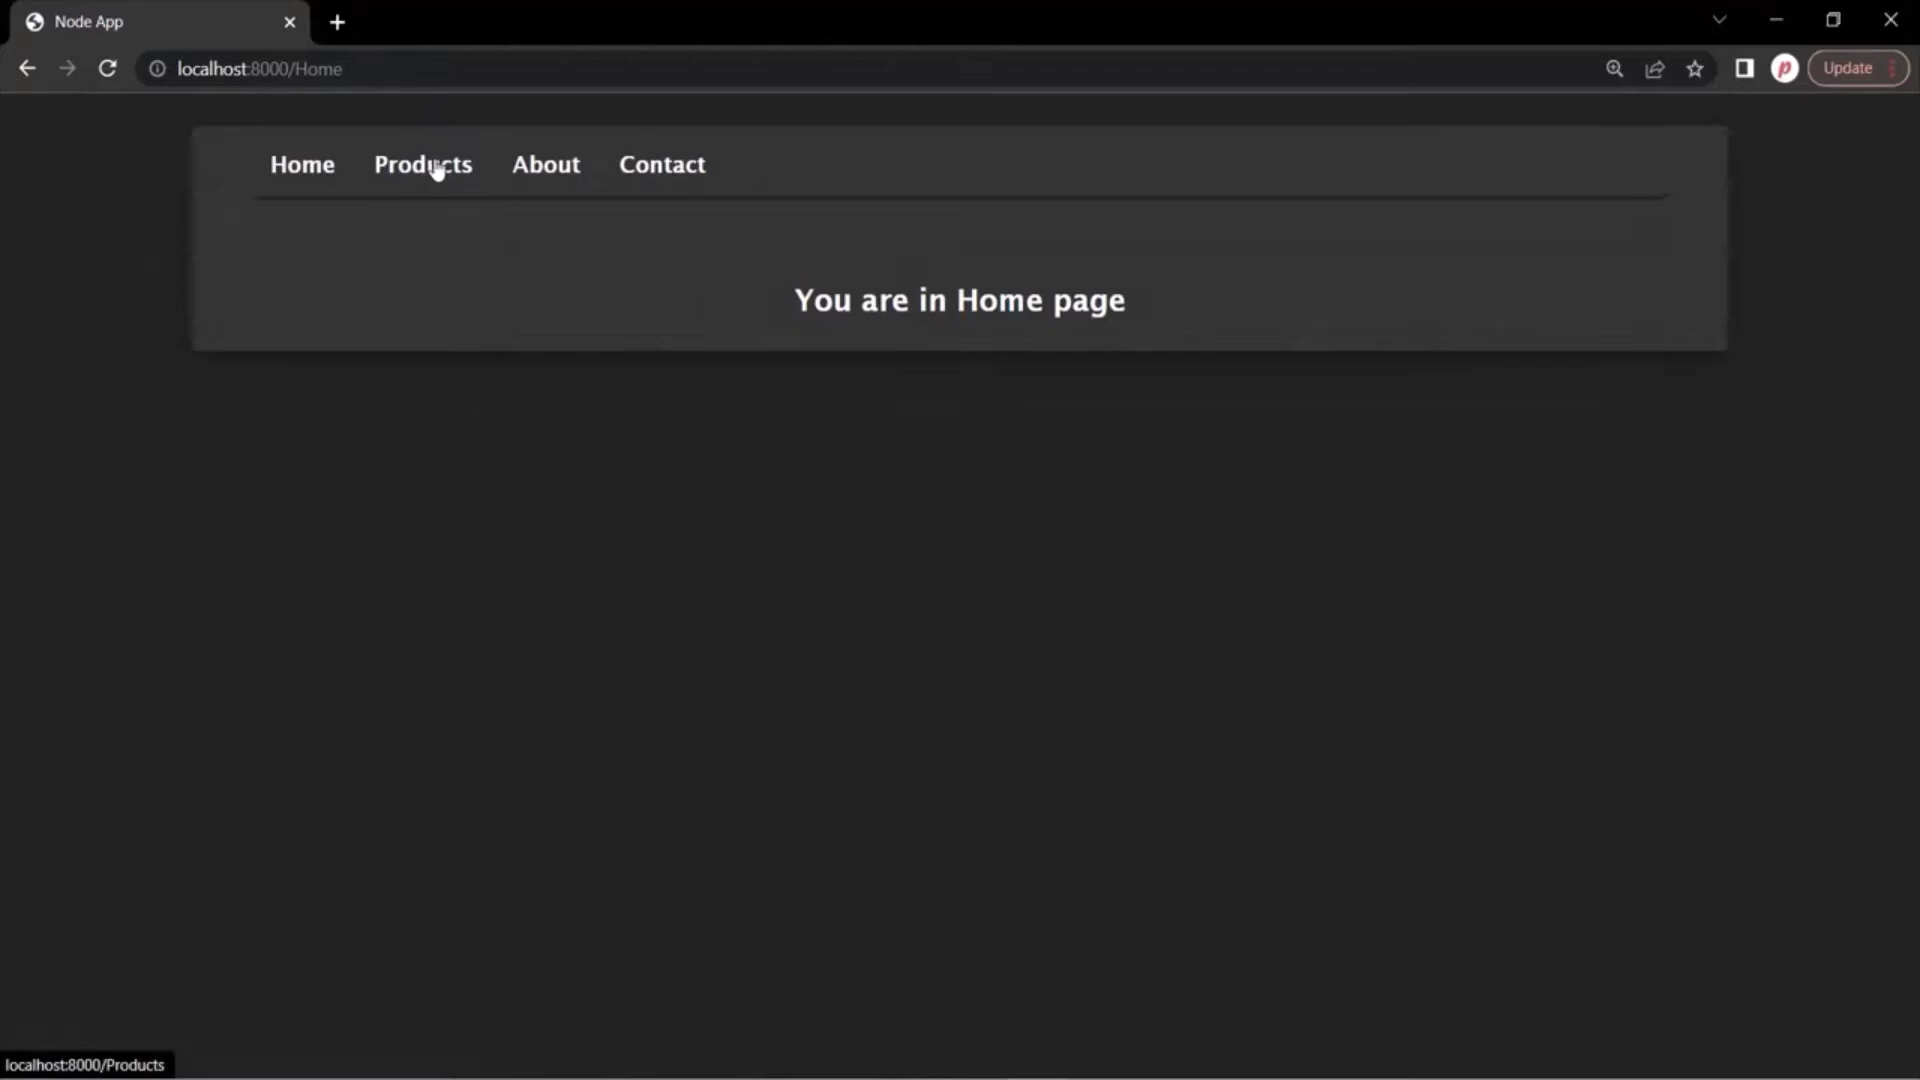 Node App
localhost:8000/Home
Update
Home Products About Contact
You are in Home page
localhost:8000/Products